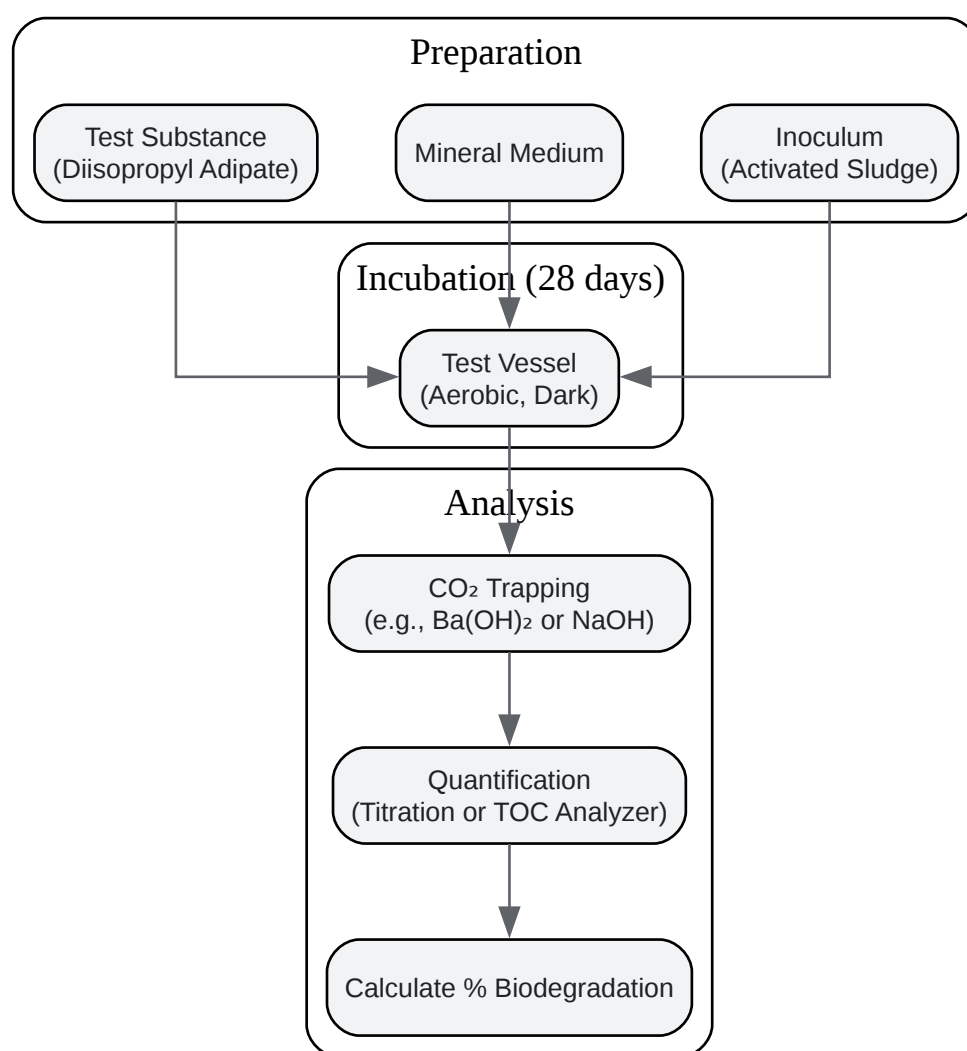 Preparation
Test Substance
(Diisopropyl Adipate)
Mineral Medium
Inoculum
(Activated Sludge)
Incubation (28 days)
Test Vessel
(Aerobic, Dark)
Analysis
CO₂ Trapping
(e.g., Ba(OH)₂ or NaOH)
Quantification
(Titration or TOC Analyzer)
Calculate % Biodegradation